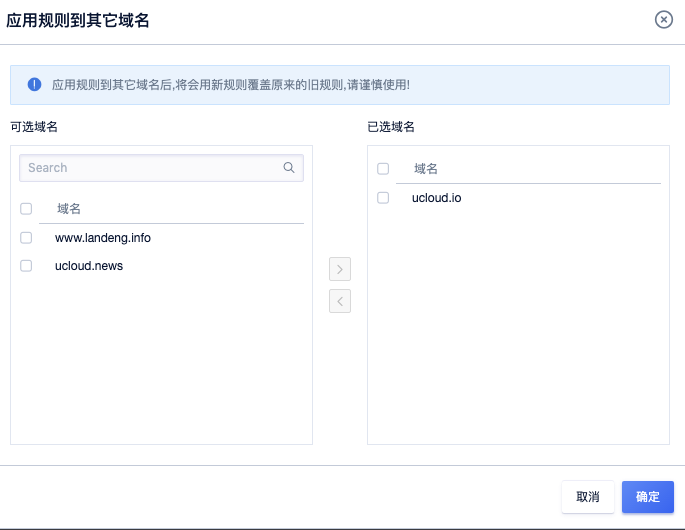 应用规则到其它域名
应用规则到其它域名后,将会用新规则覆盖原来的旧规则,请谨慎使用!
可选域名
Search
域名
www.landeng.info
ucloud.news
已选域名
域名
ucloud.io
取消
确定